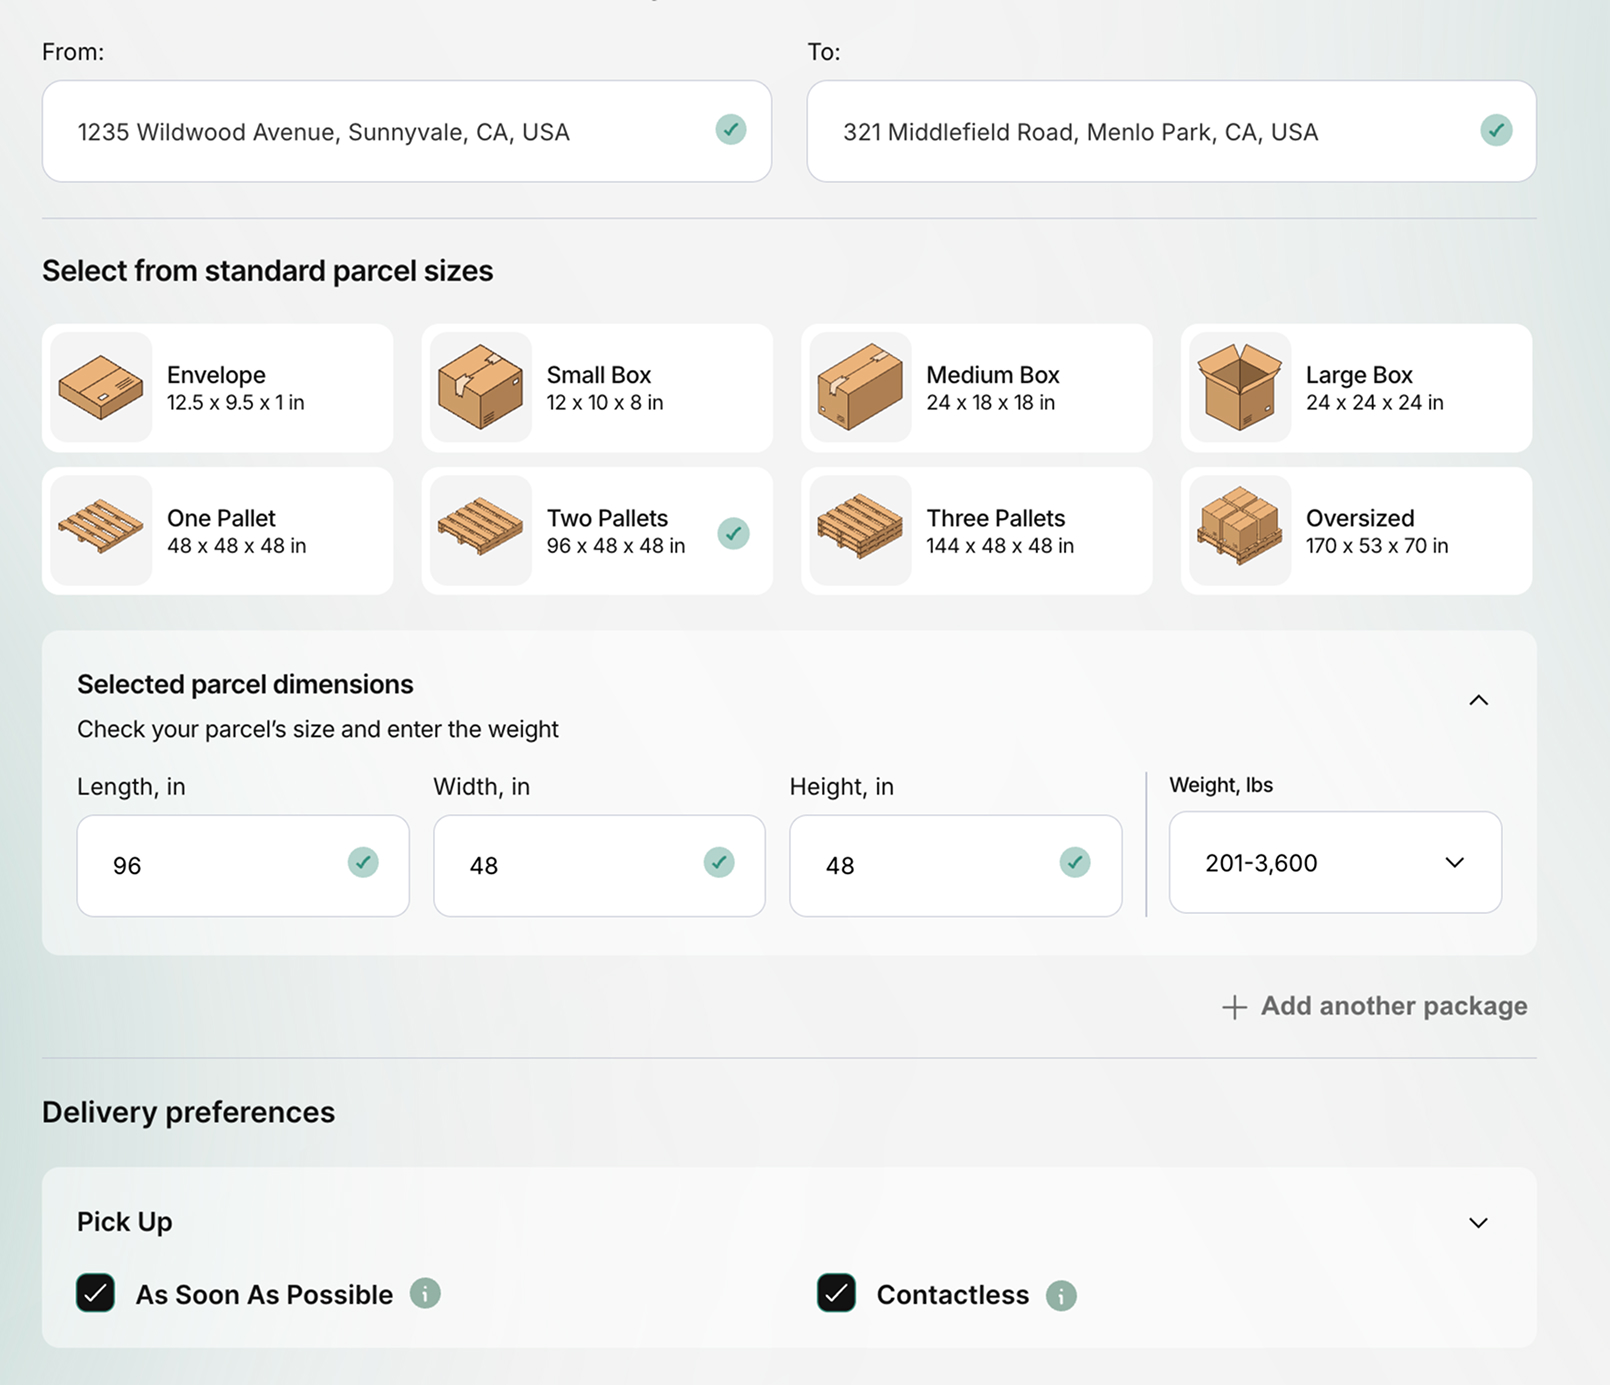 From:
To:
1235 Wildwood Avenue, Sunnyvale, CA, USA
321 Middlefield Road, Menlo Park, CA, USA
Select from standard parcel sizes
Envelope
12.5 x 9.5 x 1 in
Small Box
12 x 10 x 8 in
Medium Box
24 x 18 x 18 in
Large Box
24 x 24 x 24 in
One Pallet
48 x 48 x 48 in
Two Pallets
96 x 48 x 48 in
Three Pallets
144 x 48 x 48 in
Oversized
170 x 53 x 70 in
Selected parcel dimensions
Check your parcel’s size and enter the weight
Length, in
Width, in
Height, in
Weight, lbs
96
48
48
201-3,600
+ Add another package
Delivery preferences
Pick Up
As Soon As Possible
Contactless